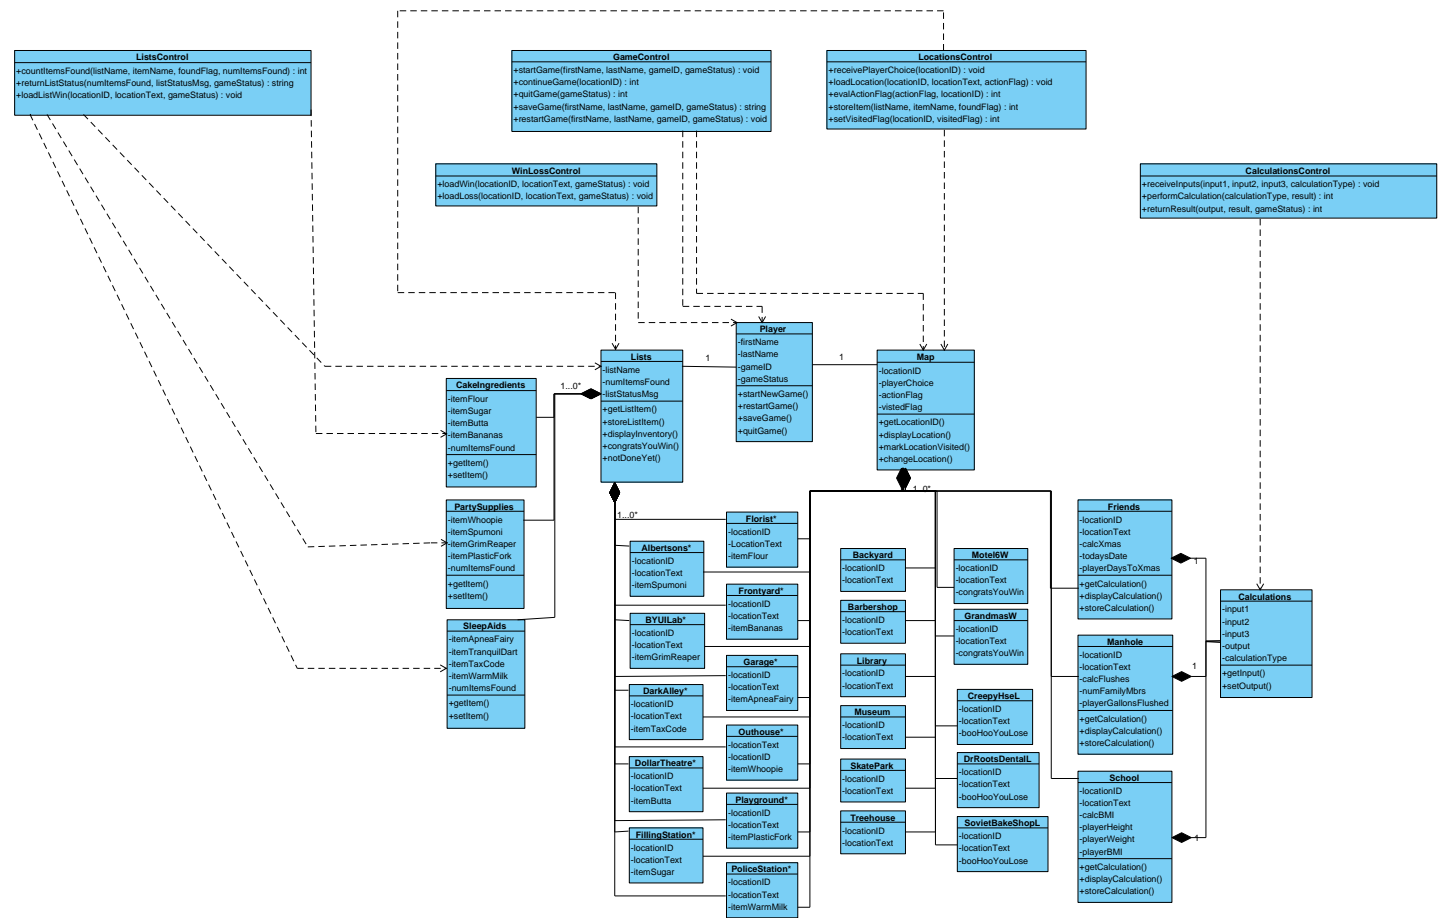 ListsControl
+countItemsFound(listName, itemName, foundFlag, numItemsFound) : int
+returnListStatus(numItemsFound, listStatusMsg, gameStatus) : string
+loadListWin(locationID, locationText, gameStatus) : void
GameControl
+startGame(firstName, lastName, gameID, gameStatus) : void
+continueGame(locationID) : int
+quitGame(gameStatus) : int
+saveGame(firstName, lastName, gameID, gameStatus) : string
+restartGame(firstName, lastName, gameID, gameStatus) : void
LocationsControl
+receivePlayerChoice(locationID) : void
+loadLocation(locationID, locationText, actionFlag) : void
+evalActionFlag(actionFlag, locationID) : int
+storeItem(listName, itemName, foundFlag) : int
+setVisitedFlag(locationID, visitedFlag) : int
WinLossControl
+loadWin(locationID, locationText, gameStatus) : void
+loadLoss(locationID, locationText, gameStatus) : void
CalculationsControl
+receiveInputs(input1, input2, input3, calculationType) : void
+performCalculation(calculationType, result) : int
+returnResult(output, result, gameStatus) : int
Player
-firstName
-lastName
-gameID
-gameStatus
+startNewGame()
+restartGame()
+saveGame()
+quitGame()
1
1
Lists
-listName
-numItemsFound
-listStatusMsg
+getListItem()
+storeListItem()
+displayInventory()
+congratsYouWin()
+notDoneYet()
Map
-locationID
-playerChoice
-actionFlag
-vistedFlag
+getLocationID()
+displayLocation()
+markLocationVisited()
+changeLocation()
1...0*
CakeIngredients
-itemFlour
-itemSugar
-itemButta
-itemBananas
-numItemsFound
+getItem()
+setItem()
PartySupplies
-itemWhoopie
-itemSpumoni
-itemGrimReaper
-itemPlasticFork
-numItemsFound
+getItem()
+setItem()
SleepAids
-itemApneaFairy
-itemTranquilDart
-itemTaxCode
-itemWarmMilk
-numItemsFound
+getItem()
+setItem()
1...0*
1..0*
Florist*
-locationID
-LocationText
-itemFlour
Albertsons*
-locationID
-locationText
-itemSpumoni
Frontyard*
-locationID
-locationText
-itemBananas
BYUILab*
-locationID
-locationText
-itemGrimReaper
Garage*
-locationID
-locationText
-itemApneaFairy
DarkAlley*
-locationID
-locationText
-itemTaxCode
Outhouse*
-locationText
-locationID
-itemWhoopie
DollarTheatre*
-locationID
-locationText
-itemButta
Playground*
-locationID
-locationText
-itemPlasticFork
FillingStation*
-locationID
-locationText
-itemSugar
PoliceStation*
-locationID
-locationText
-itemWarmMilk
Backyard
-locationID
-locationText
Barbershop
-locationID
-locationText
Library
-locationID
-locationText
Museum
-locationID
-locationText
SkatePark
-locationID
-locationText
Treehouse
-locationID
-locationText
Motel6W
-locationID
-locationText
-congratsYouWin
GrandmasW
-locationID
-locationText
-congratsYouWin
CreepyHseL
-locationID
-locationText
-booHooYouLose
DrRootsDentalL
-locationID
-locationText
-booHooYouLose
SovietBakeShopL
-locationID
-locationText
-booHooYouLose
Friends
-locationID
-locationText
-calcXmas
-todaysDate
-playerDaysToXmas
+getCalculation()
+displayCalculation()
+storeCalculation()
1
Manhole
-locationID
-locationText
-calcFlushes
-numFamilyMbrs
-playerGallonsFlushed
+getCalculation()
+displayCalculation()
+storeCalculation()
1
School
-locationID
-locationText
-calcBMI
-playerHeight
-playerWeight
-playerBMI
+getCalculation()
+displayCalculation()
+storeCalculation()
1
Calculations
-input1
-input2
-input3
-output
-calculationType
+getInput()
+setOutput()